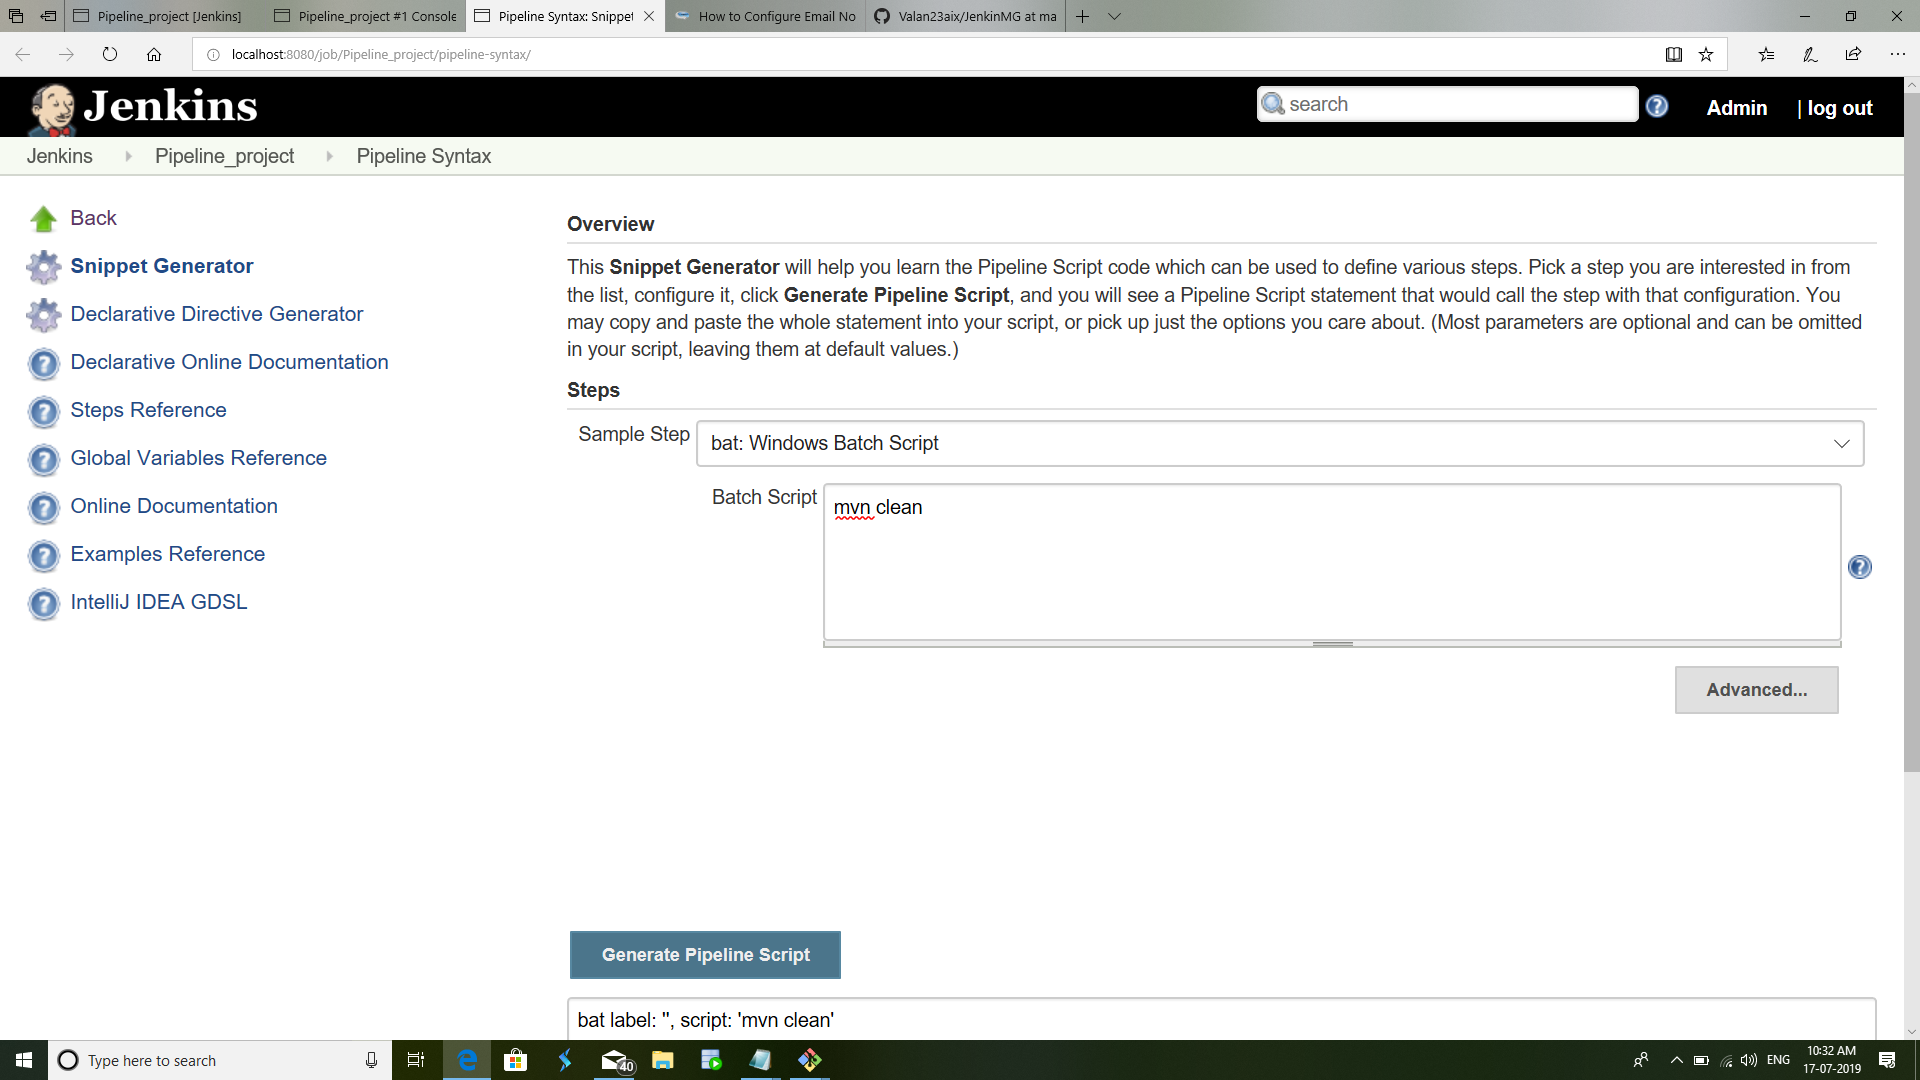 Pipeline_project [Jenkins]
Pipeline_project #1 Console
Pipeline Syntax: Snippet
How to Configure Email No
Valan23aix/JenkinMG at ma
localhost:8080/job/Pipeline_project/pipeline-syntax/
Jenkins
search
Admin
| log out
Jenkins
Pipeline_project
Pipeline Syntax
Back
Snippet Generator
Declarative Directive Generator
Declarative Online Documentation
Steps Reference
Global Variables Reference
Online Documentation
Examples Reference
IntelliJ IDEA GDSL
Overview
This Snippet Generator will help you learn the Pipeline Script code which can be used to define various steps. Pick a step you are interested in from
the list, configure it, click Generate Pipeline Script, and you will see a Pipeline Script statement that would call the step with that configuration. You
may copy and paste the whole statement into your script, or pick up just the options you care about. (Most parameters are optional and can be omitted
in your script, leaving them at default values.)
Steps
Sample Step
bat: Windows Batch Script
Batch Script
mvn clean
Advanced...
Generate Pipeline Script
bat label: '', script: 'mvn clean'
Type here to search
40
ENG
10:32 AM
17-07-2019